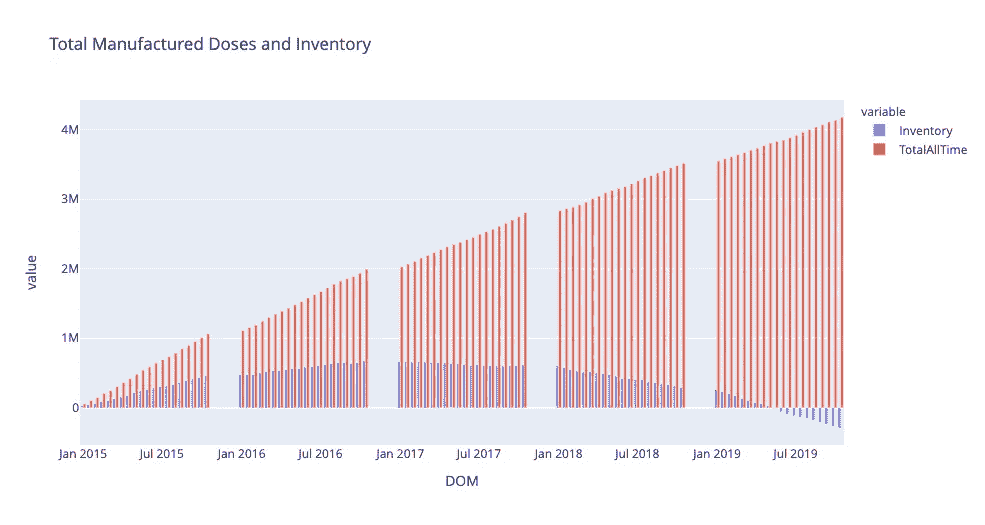 Total Manufactured Doses and Inventory
variable
Inventory
TotalAllTime
value
4M
3M
2M
1M
0
Jan 2015 Jul 2015 Jan 2016 Jul 2016 Jan 2017 Jul 2017 Jan 2018 Jul 2018 Jan 2019 Jul 2019
DOM